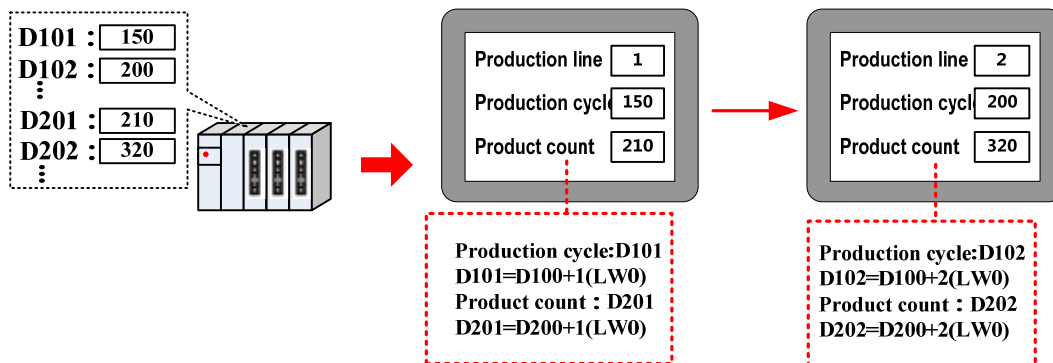 D101 : 150
D102 : 200
D201 : 210
D202 : 320
Production line 1
Production cycle 150
Product count 210
Production line 2
Production cycle 200
Product count 320
Production cycle:D101
D101=D100+1(LW0)
Product count : D201
D201=D200+1(LW0)
Production cycle:D102
D102=D100+2(LW0)
Product count : D202
D202=D200+2(LW0)